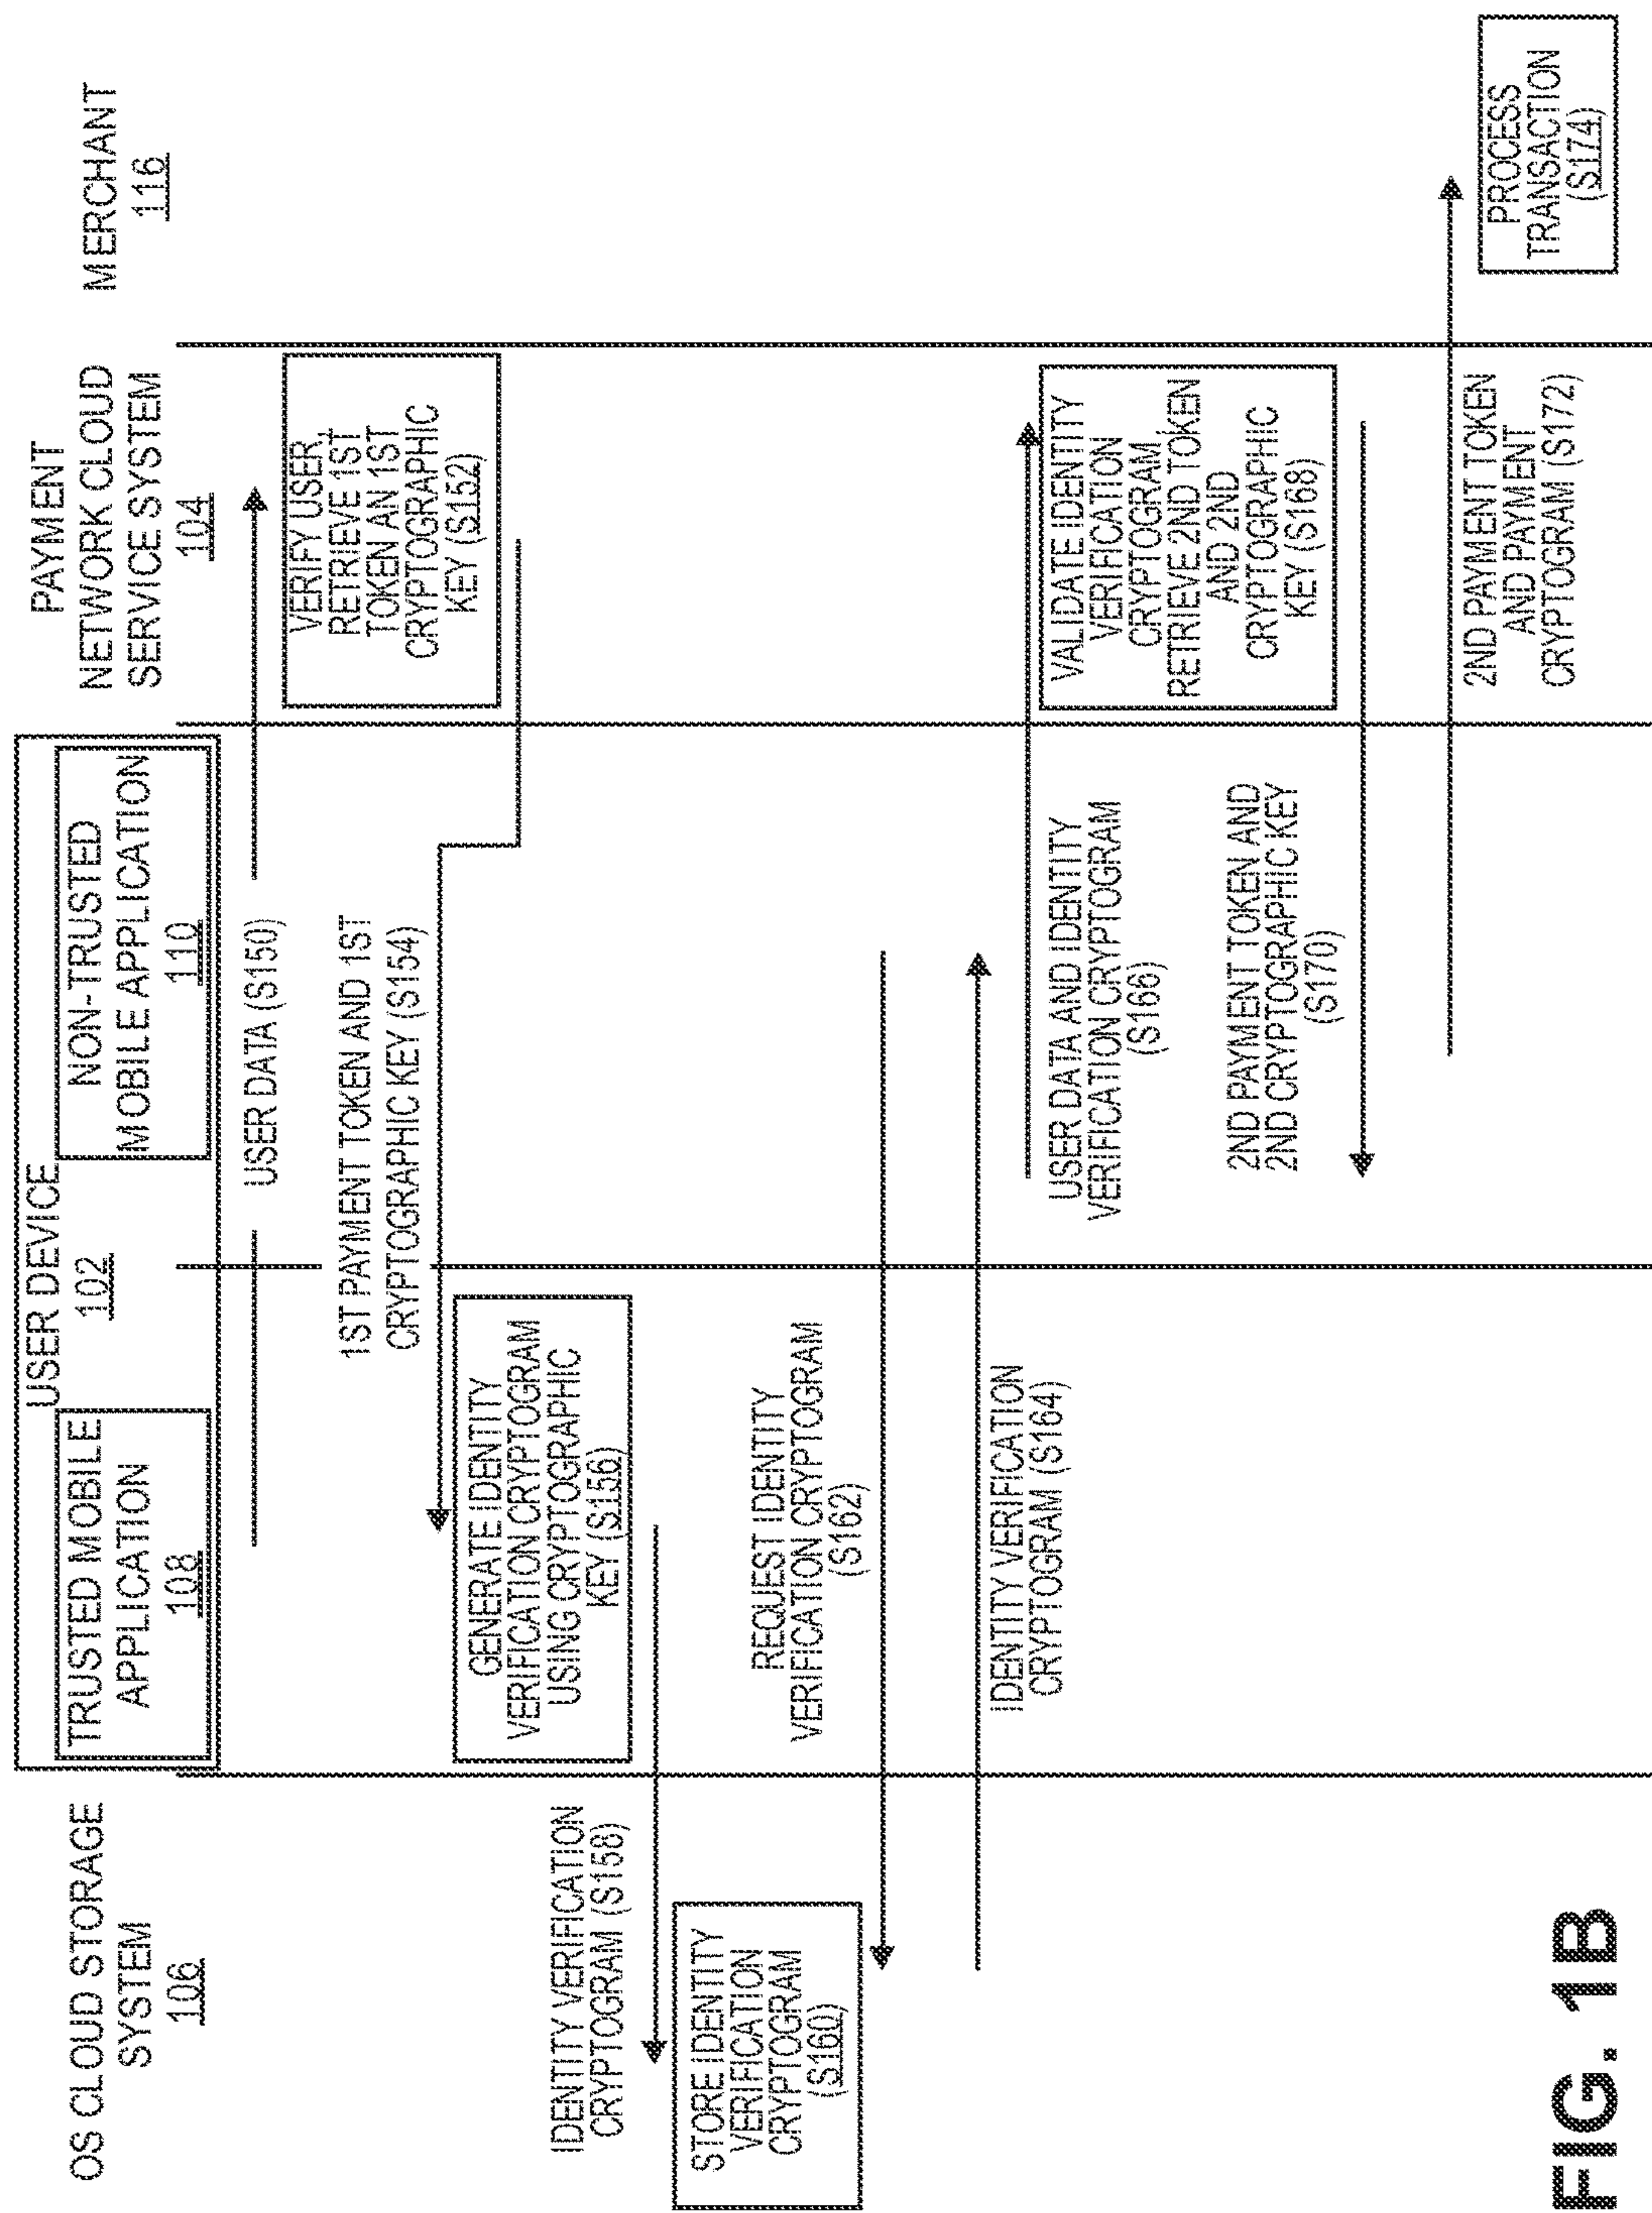 OS CLOUD STORAGE
SYSTEM
106
USER DEVICE
102
TRUSTED MOBILE
APPLICATION
108
NON-TRUSTED
MOBILE APPLICATION
110
PAYMENT
NETWORK CLOUD
SERVICE SYSTEM
104
MERCHANT
116
USER DATA (S150)
VERIFY USER,
RETRIEVE 1ST
TOKEN AN 1ST
CRYPTOGRAPHIC
KEY (S152)
1ST PAYMENT TOKEN AND 1ST
CRYPTOGRAPHIC KEY (S154)
GENERATE IDENTITY
VERIFICATION CRYPTOGRAM
USING CRYPTOGRAPHIC
KEY (S156)
IDENTITY VERIFICATION
CRYPTOGRAM (S158)
STORE IDENTITY
VERIFICATION
CRYPTOGRAM
(S160)
REQUEST IDENTITY
VERIFICATION CRYPTOGRAM
(S162)
IDENTITY VERIFICATION
CRYPTOGRAM (S164)
USER DATA AND IDENTITY
VERIFICATION CRYPTOGRAM
(S166)
VALIDATE IDENTITY
VERIFICATION
CRYPTOGRAM,
RETRIEVE 2ND TOKEN
AND 2ND
CRYPTOGRAPHIC
KEY (S168)
2ND PAYMENT TOKEN AND
2ND CRYPTOGRAPHIC KEY
(S170)
2ND PAYMENT TOKEN
AND PAYMENT
CRYPTOGRAM (S172)
PROCESS
TRANSACTION
(S174)
FIG. 1B